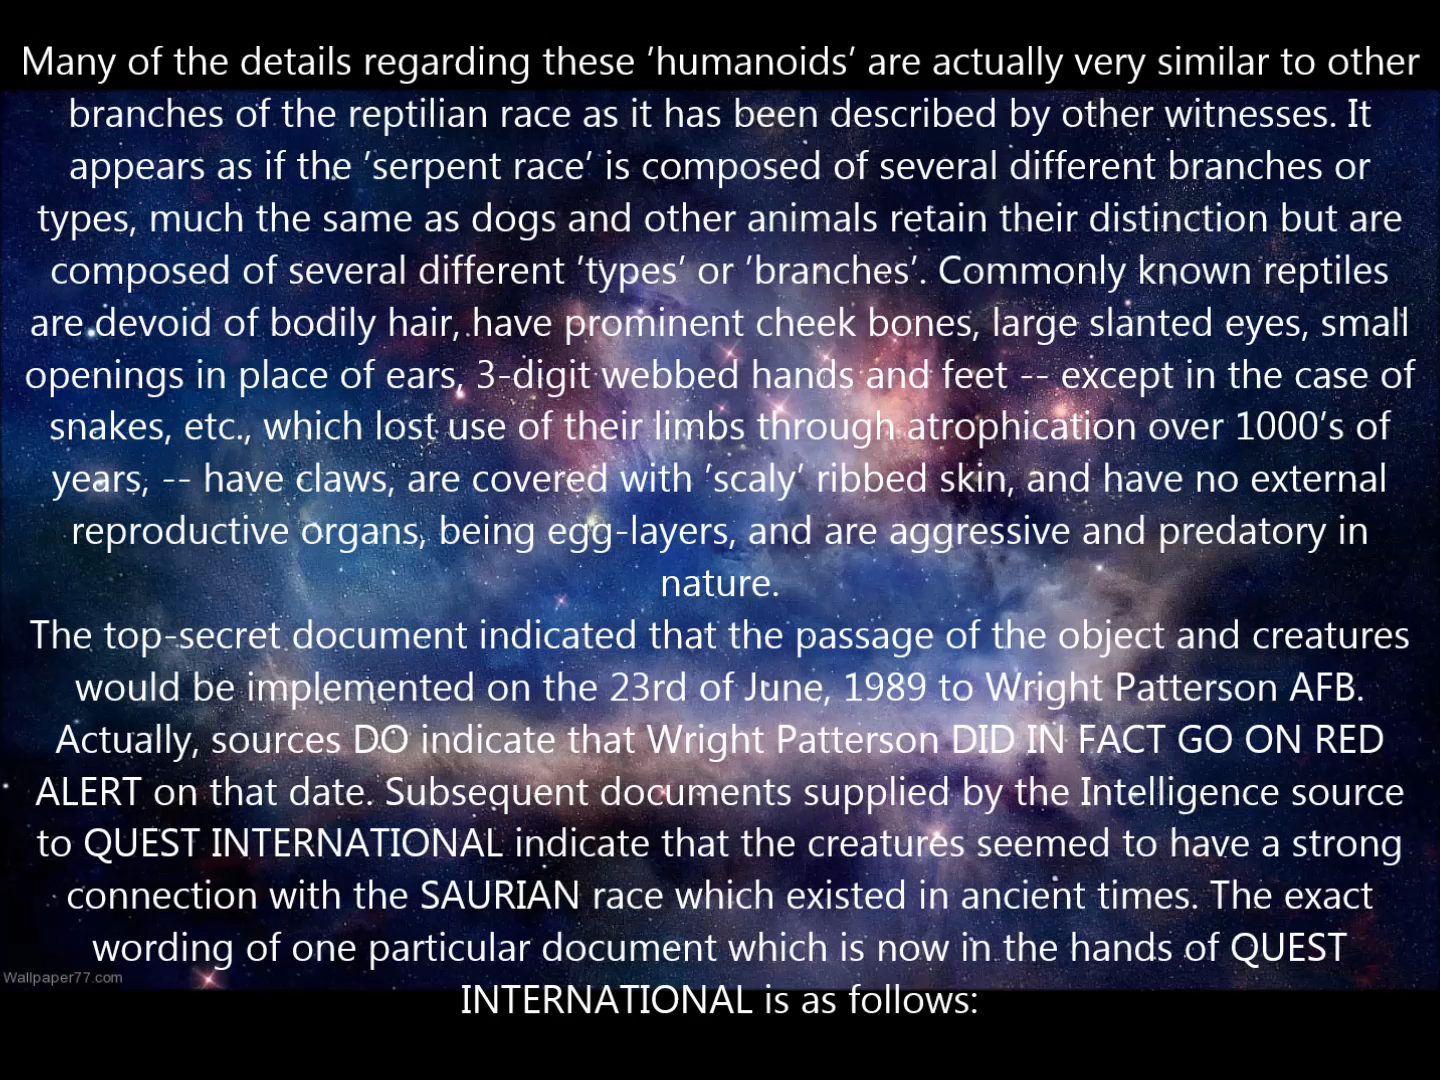 Many of the details regarding these 'humanoids' are actually very similar to other
branches of the reptilian race as it has been described by other witnesses. It
appears as if the 'serpent race' is composed of several different branches or
types, much the same as dogs and other animals retain their distinction but are
composed of several different 'types' or 'branches'. Commonly known reptiles
are devoid of bodily hair, have prominent cheek bones, large slanted eyes, small
openings in place of ears, 3-digit webbed hands and feet -- except in the case of
snakes, etc., which lost use of their limbs through atrophication over 1000's of
years, -- have claws, are covered with 'scaly' ribbed skin, and have no external
reproductive organs, being egg-layers, and are aggressive and predatory in
nature.
The top-secret document indicated that the passage of the object and creatures
would be implemented on the 23rd of June, 1989 to Wright Patterson AFB.
Actually, sources DO indicate that Wright Patterson DID IN FACT GO ON RED
ALERT on that date. Subsequent documents supplied by the Intelligence source
to QUEST INTERNATIONAL indicate that the creatures seemed to have a strong
connection with the SAURIAN race which existed in ancient times. The exact
wording of one particular document which is now in the hands of QUEST
Wallpaper77.com
INTERNATIONAL is as follows: